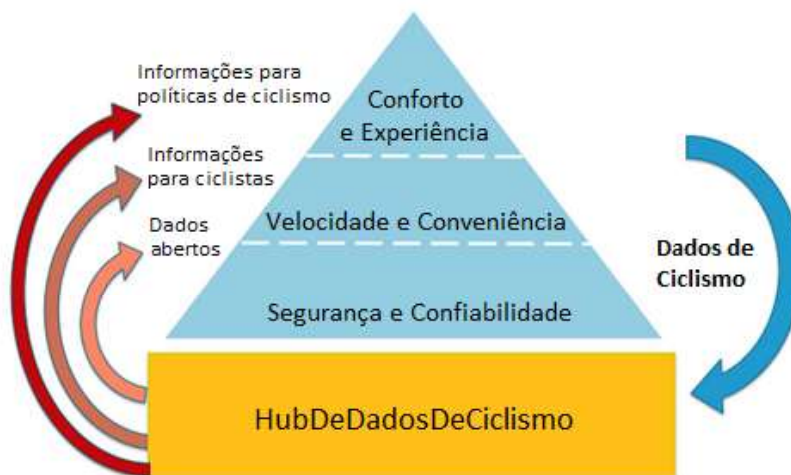 Informações para
políticas de ciclismo
Conforto
e Experiência
Informações
para ciclistas
Velocidade e Conveniência
Dados
abertos
Dados de
Ciclismo
Segurança e Confiabilidade
HubDeDadosDeCiclismo